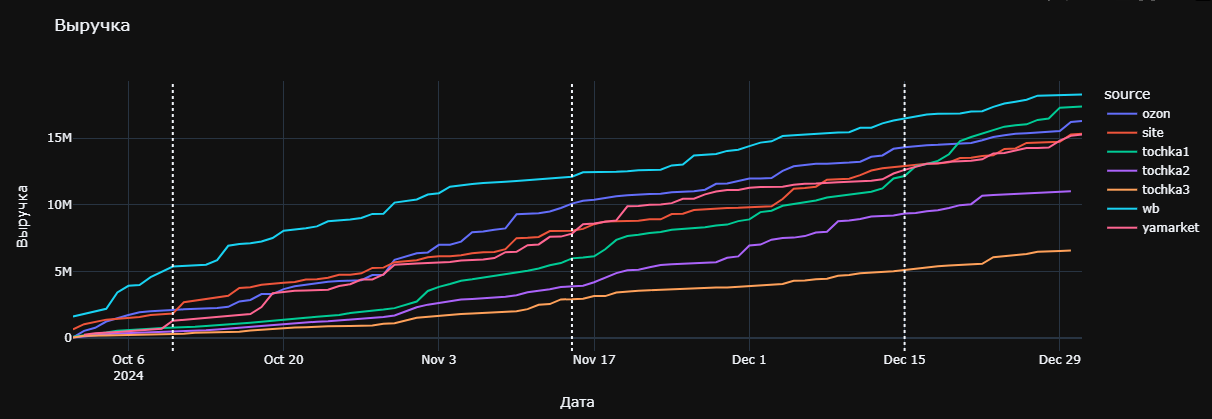 Выручка
15M
10M
5M
0
Выручка
Oct 6
2024
Oct 20
Nov 3
Nov 17
Dec 1
Dec 15
Dec 29
Дата
source
ozon
site
tochka1
tochka2
tochka3
wb
yamarket